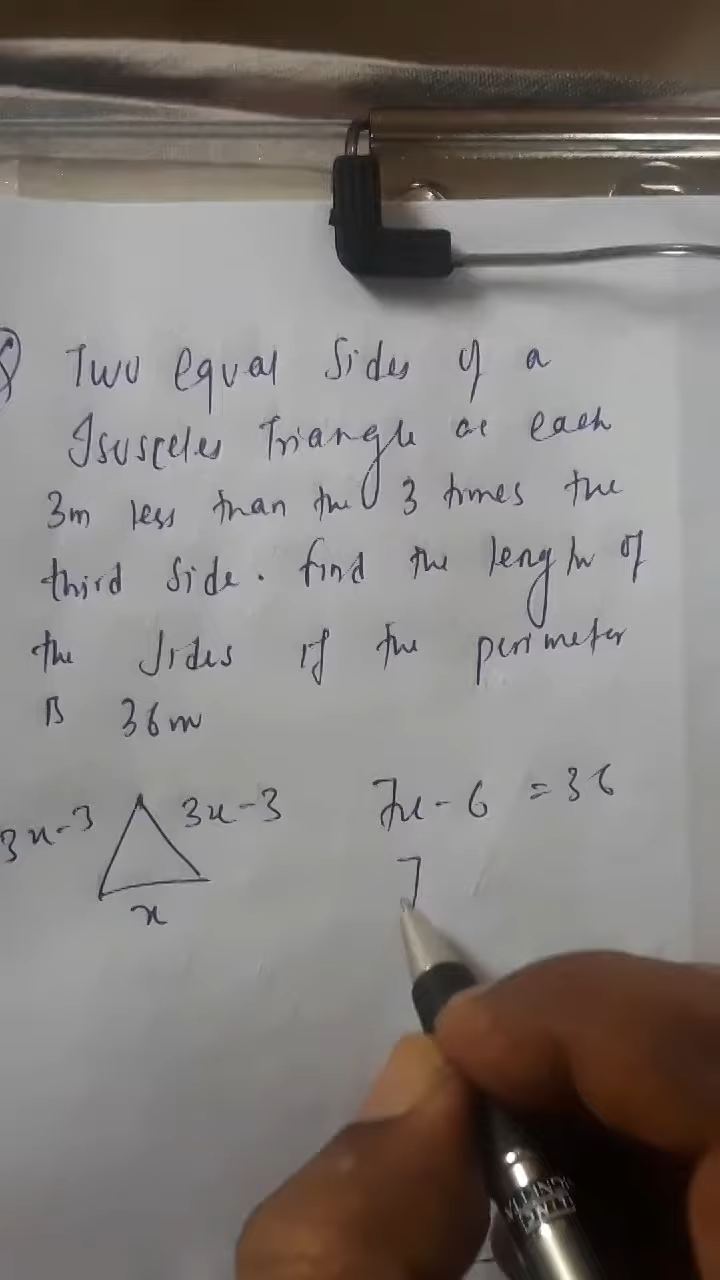 Two equal sides of a
Isusceles Triangle are each
3m less than the 3 times the
third side. find the length of
the sides if the perimeter
is 36m
3x-3 3x-3 7x-6 = 36
7
x